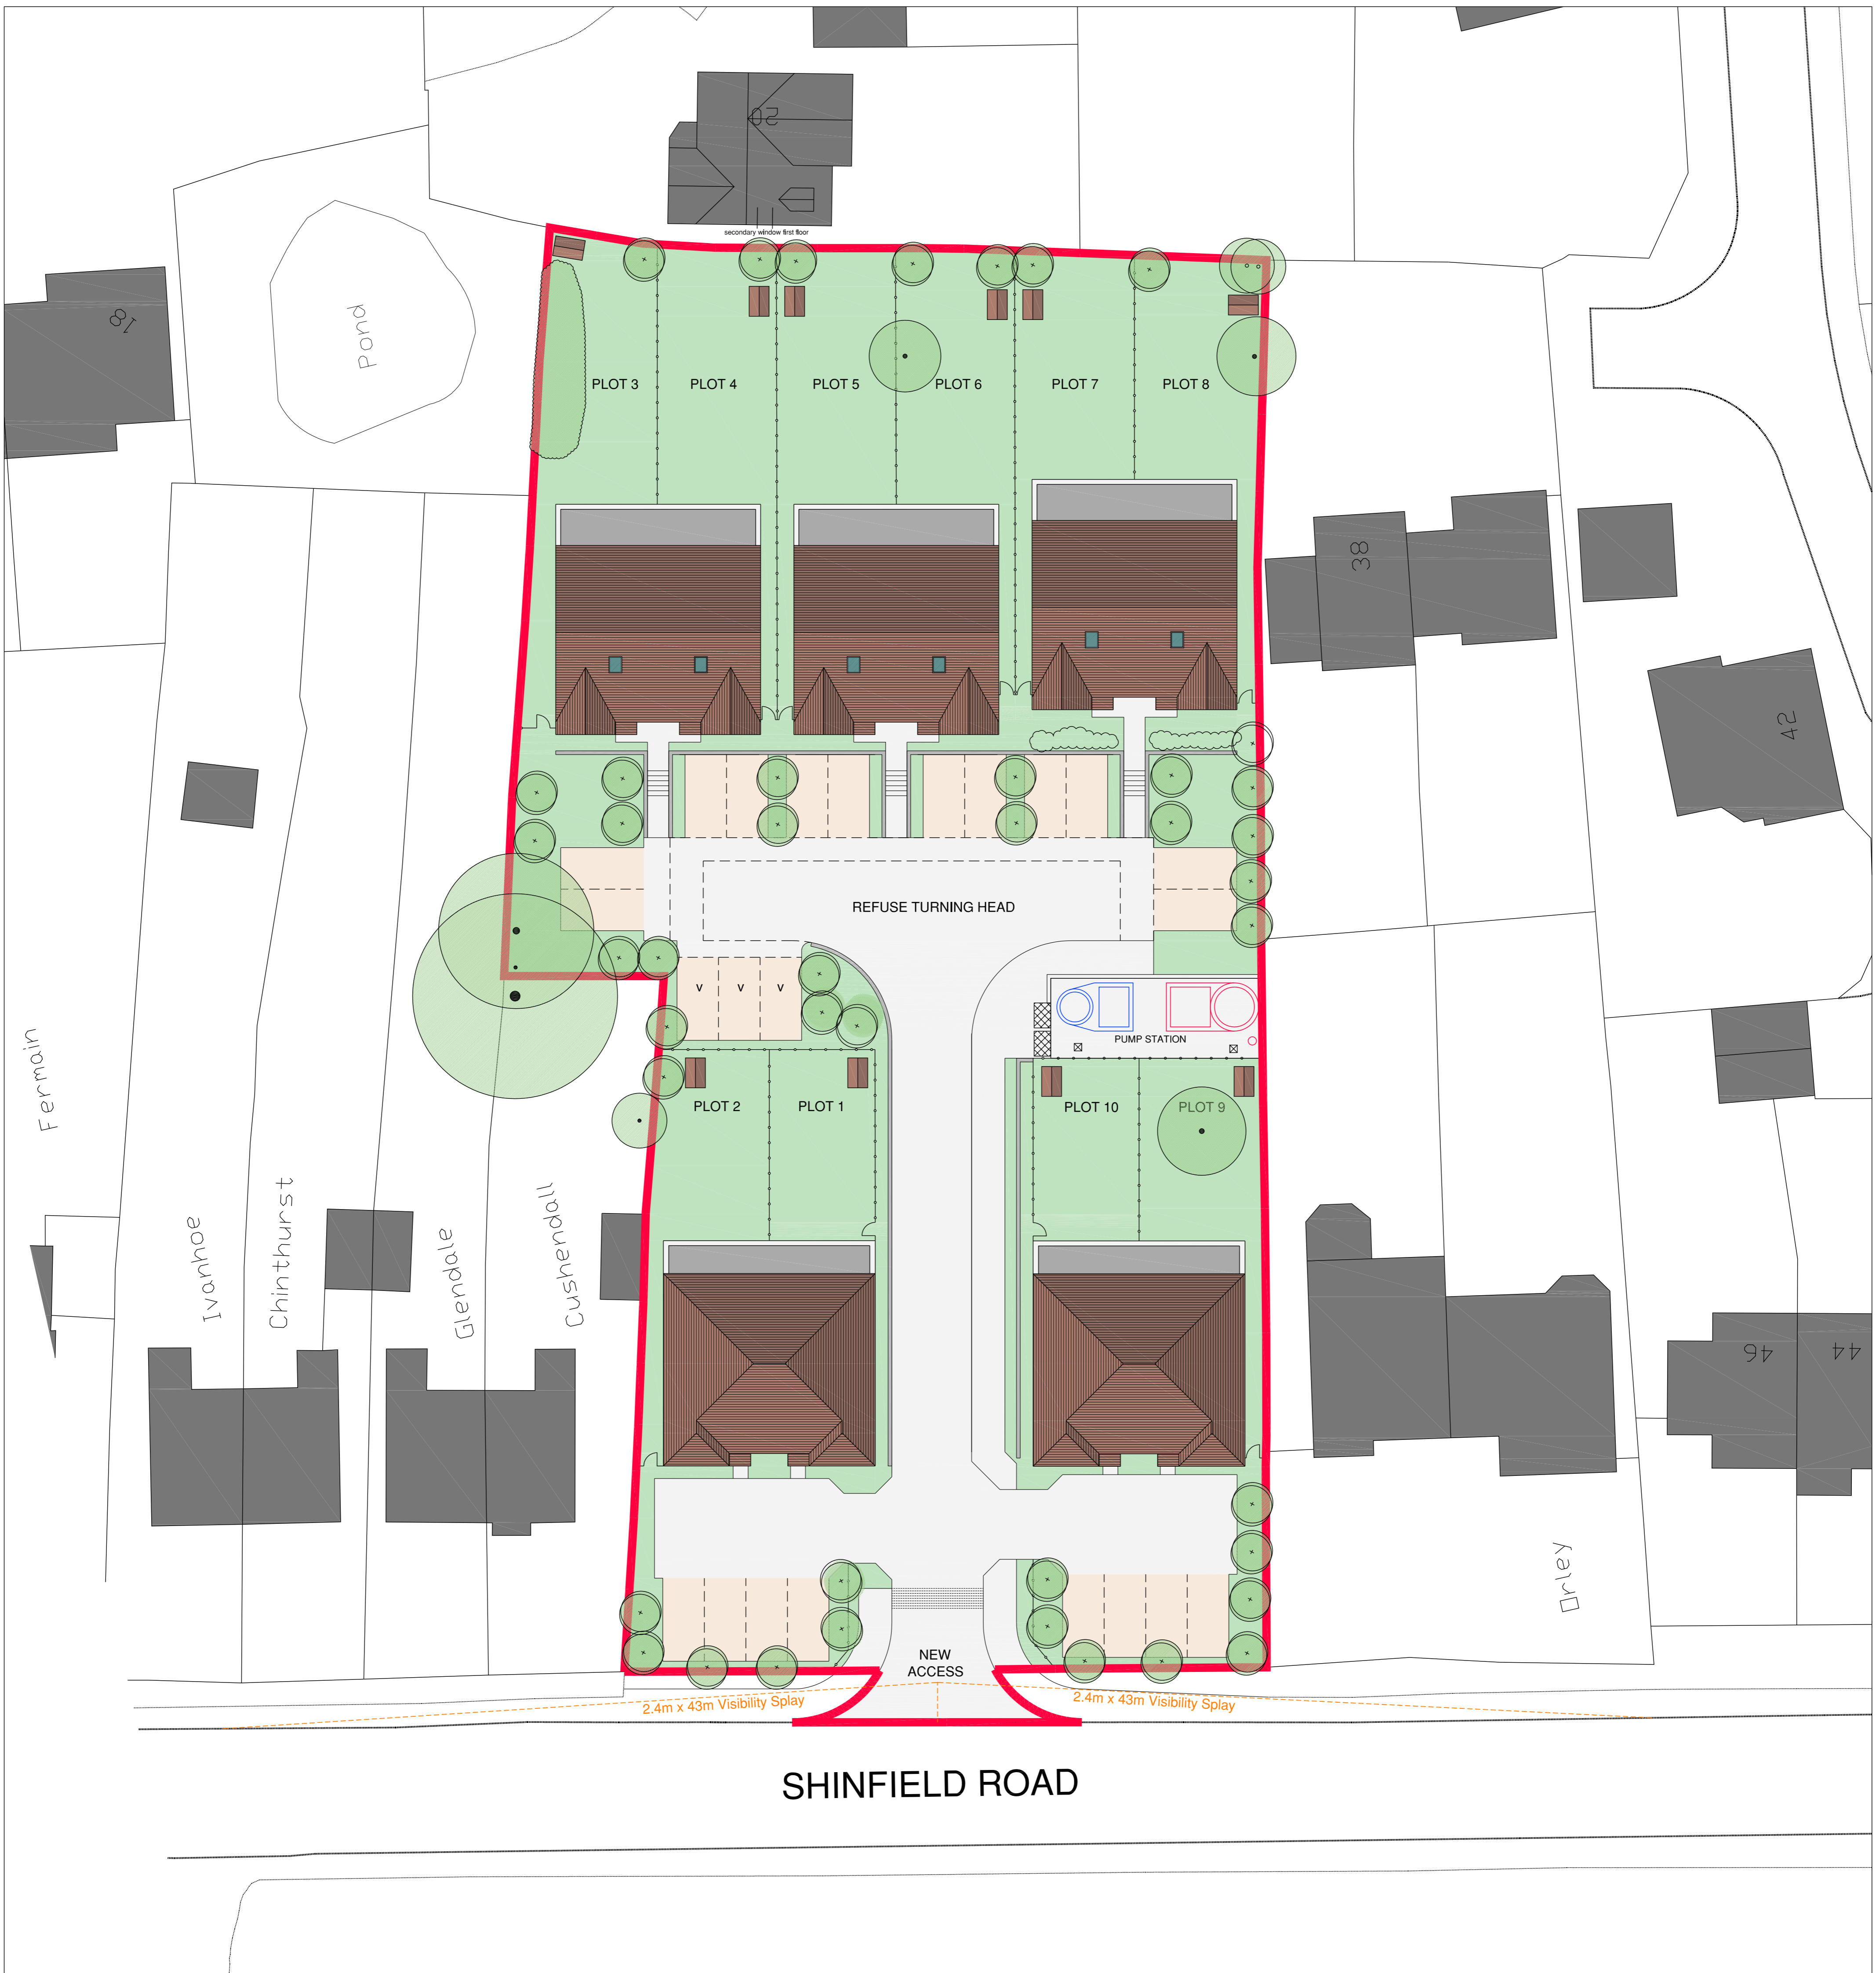 20
secondary window first floor
18
Pond
PLOT 3
PLOT 4
PLOT 5
PLOT 6
PLOT 7
PLOT 8
38
42
REFUSE TURNING HEAD
V V V
PUMP STATION
PLOT 2
PLOT 1
PLOT 10
PLOT 9
Fermain
Ivanhoe
Chinthurst
Glendale
Cushendall
46
44
Orley
NEW
ACCESS
2.4m x 43m Visibility Splay
2.4m x 43m Visibility Splay
SHINFIELD ROAD